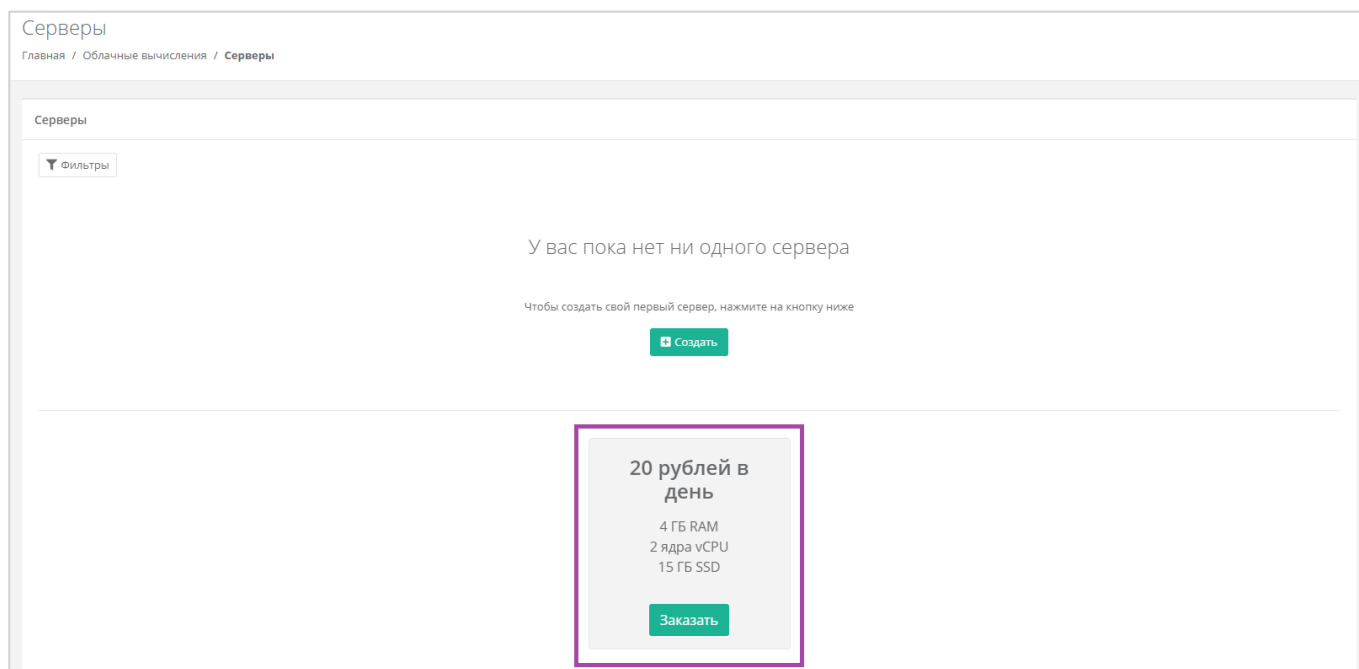 Серверы
Главная / Облачные вычисления / Серверы
Серверы
Фильтры
У вас пока нет ни одного сервера
Чтобы создать свой первый сервер, нажмите на кнопку ниже
Создать
20 рублей в
день
4 ГБ RAM
2 ядра vCPU
15 ГБ SSD
Заказать